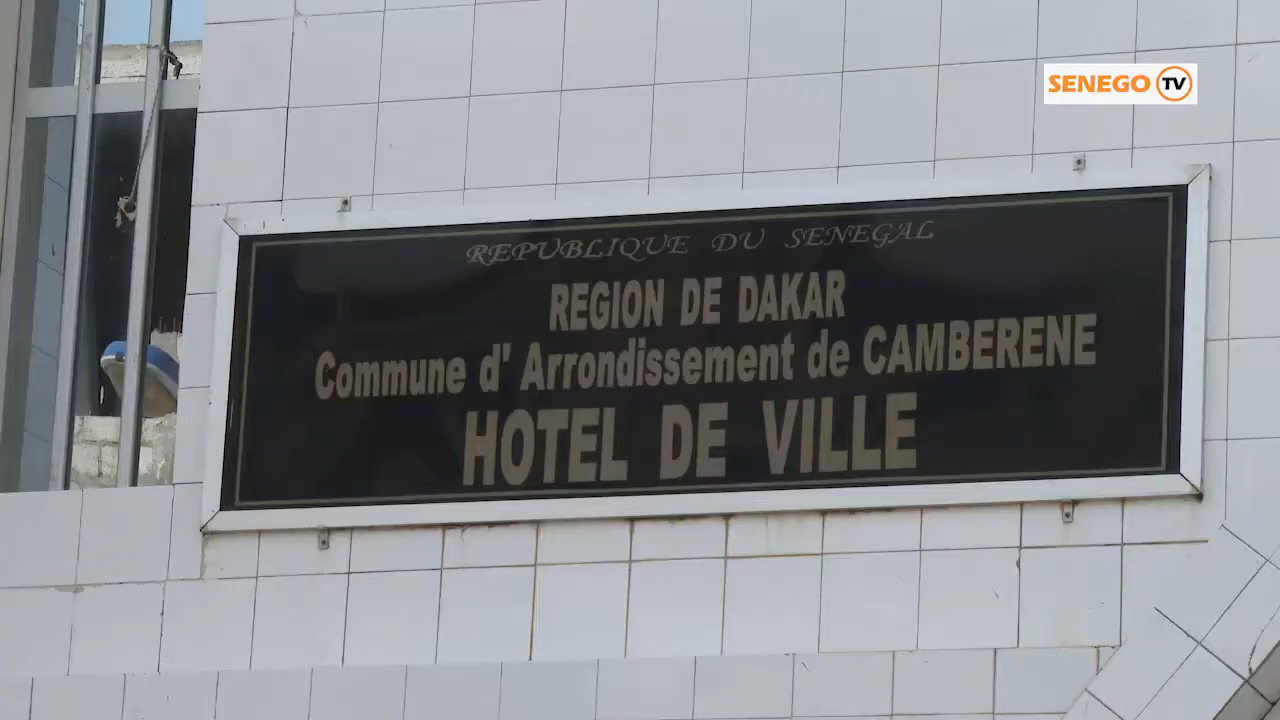 SENEGO TV
REPUBLIQUE DU SENEGAL
REGION DE DAKAR
Commune d' Arrondissement de CAMBERENE
HOTEL DE VILLE